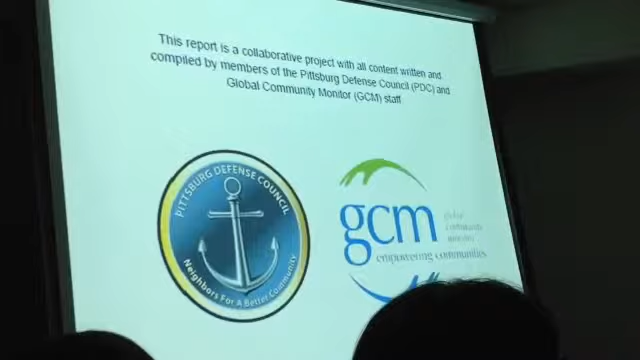 This report is a collaborative project with all content written and
compiled by members of the Pittsburg Defense Council (PDC) and
Global Community Monitor (GCM) staff
PITTSBURG DEFENSE COUNCIL
Neighbors For A Better Community
gcm
empowering communities